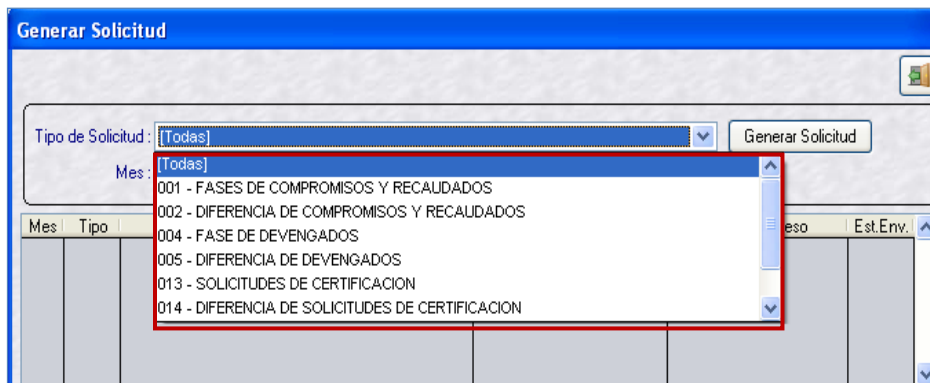 Generar Solicitud
Tipo de Solicitud : [Todas] Generar Solicitud
Mes : [Todas]
001 - FASES DE COMPROMISOS Y RECAUDADOS
002 - DIFERENCIA DE COMPROMISOS Y RECAUDADOS
Mes Tipo Est.Env.
004 - FASE DE DEVENGADOS
005 - DIFERENCIA DE DEVENGADOS
013 - SOLICITUDES DE CERTIFICACION
014 - DIFERENCIA DE SOLICITUDES DE CERTIFICACION